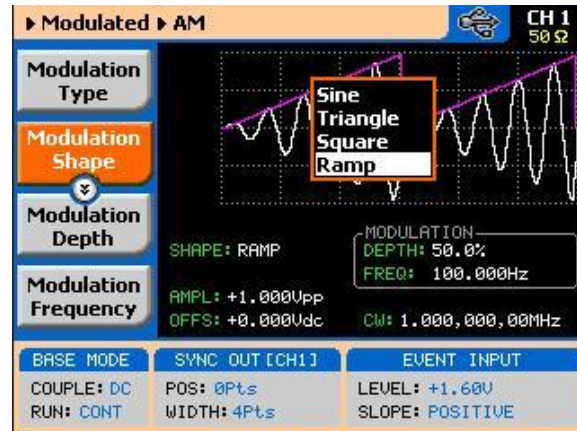 Modulated AM
CH 1
50 Ω
Modulation
Type
Modulation
Shape
Modulation
Depth
Modulation
Frequency
Sine
Triangle
Square
Ramp
SHAPE: RAMP
MODULATION
DEPTH: 50.0%
FREQ: 100.000Hz
AMPL: +1.000Vpp
OFFS: +0.000Vdc
CW: 1.000,000,00MHz
BASE MODE
COUPLE: DC
RUN: CONT
SYNC OUT[CH1]
POS: 0Pts
WIDTH: 4Pts
EVENT INPUT
LEVEL: +1.60V
SLOPE: POSITIVE